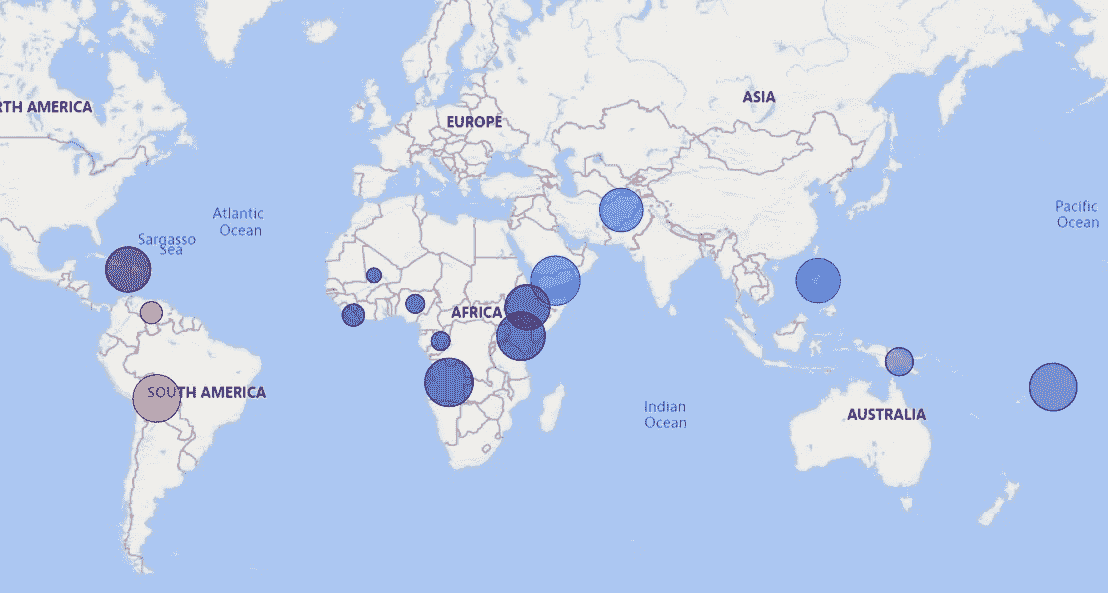 RTH AMERICA
EUROPE
ASIA
Atlantic
Ocean
Pacific
Ocean
Sargasso
Sea
AFRICA
SOUTH AMERICA
Indian
Ocean
AUSTRALIA